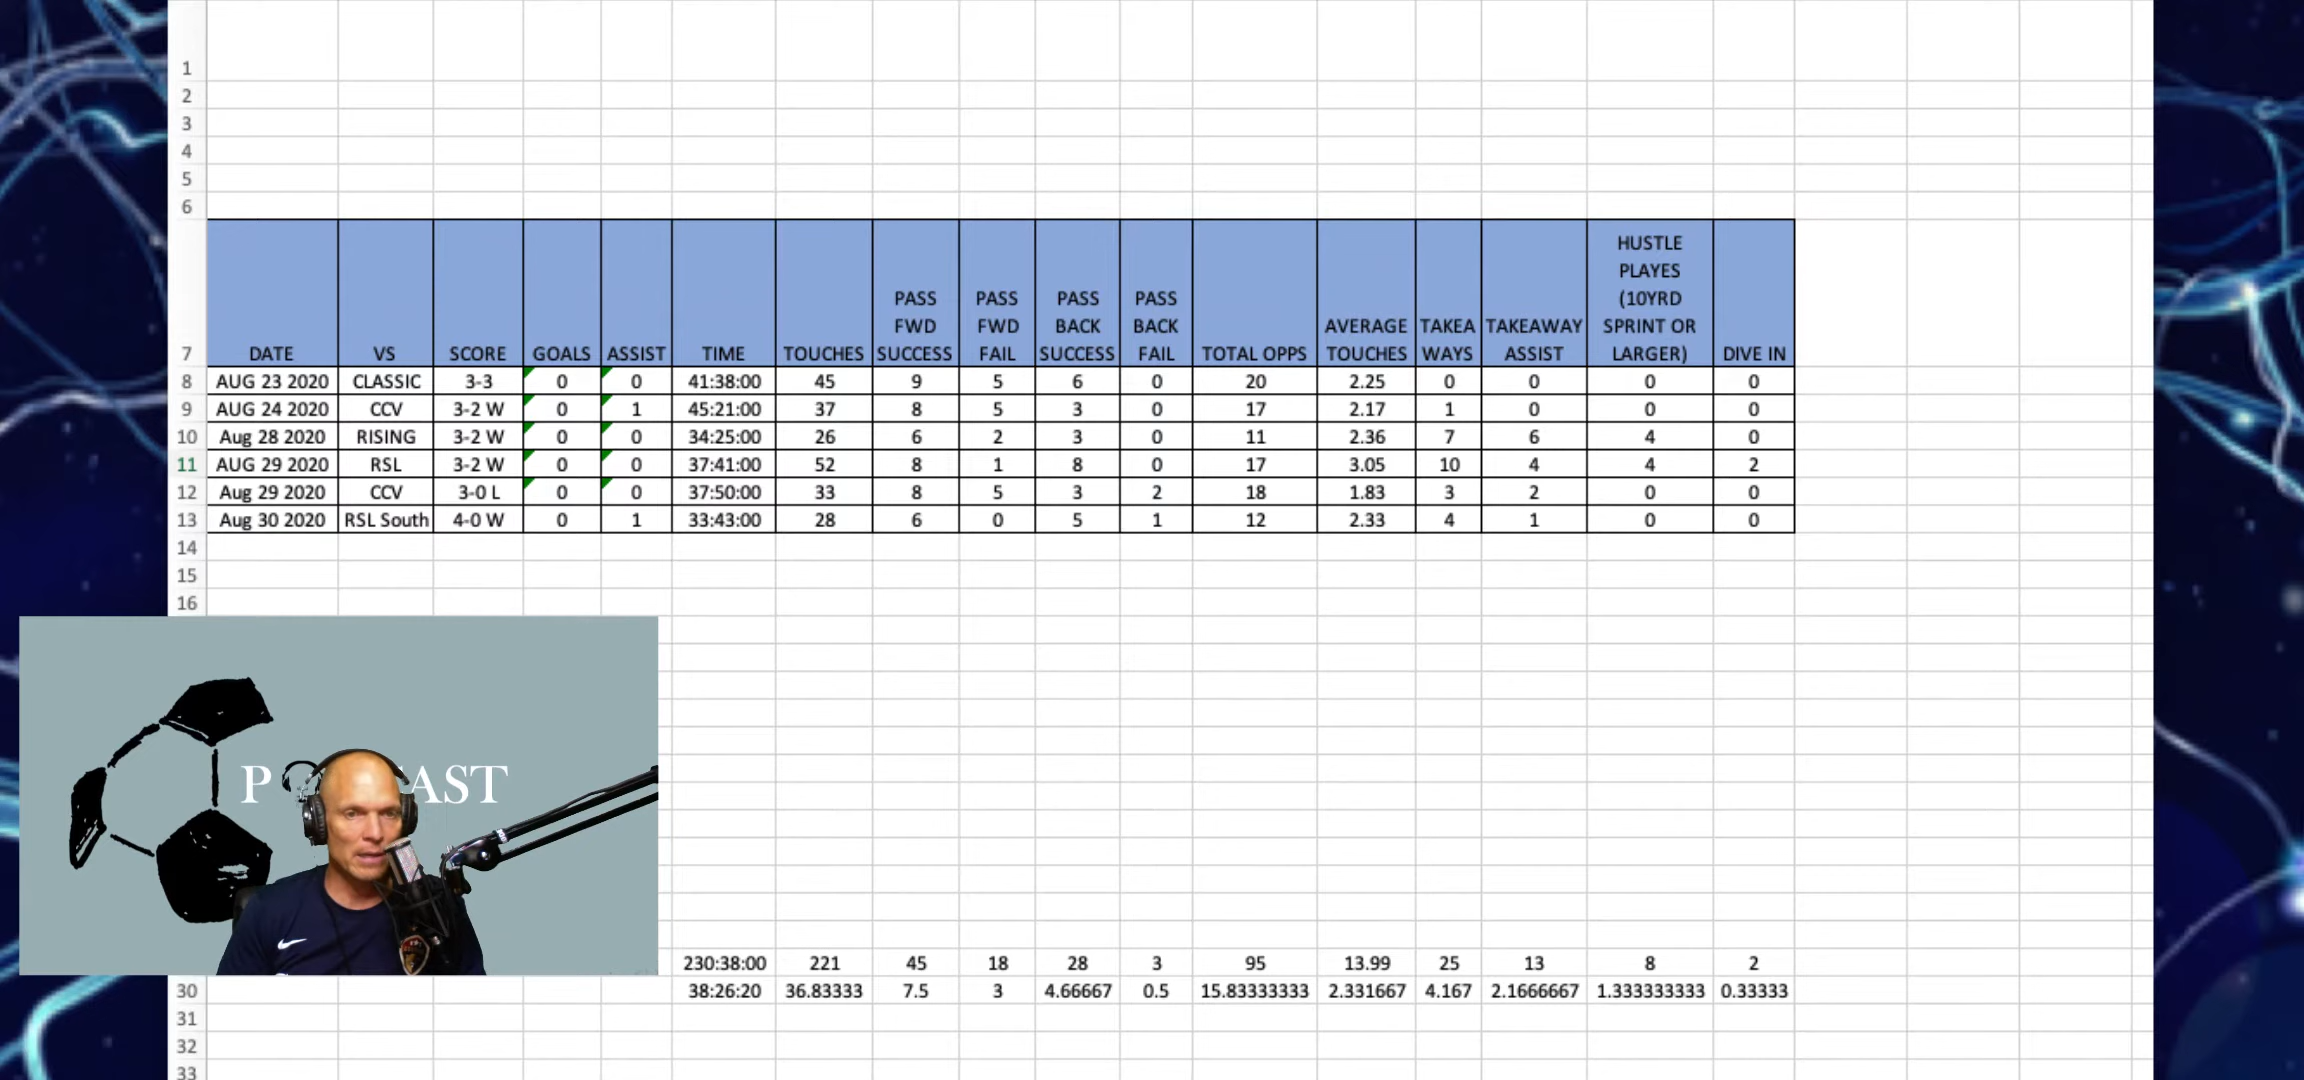 1
2
3
4
5
6
7 DATE VS SCORE GOALS ASSIST TIME TOUCHES PASS FWD SUCCESS PASS FWD FAIL PASS BACK SUCCESS PASS BACK FAIL TOTAL OPPS AVERAGE TOUCHES TAKEA WAYS TAKEAWAY ASSIST HUSTLE PLAYES (10YRD SPRINT OR LARGER) DIVE IN
8 AUG 23 2020 CLASSIC 3-3 0 0 41:38:00 45 9 5 6 0 20 2.25 0 0 0 0
9 AUG 24 2020 CCV 3-2 W 0 1 45:21:00 37 8 5 3 0 17 2.17 1 0 0 0
10 Aug 28 2020 RISING 3-2 W 0 0 34:25:00 26 6 2 3 0 11 2.36 7 6 4 0
11 AUG 29 2020 RSL 3-2 W 0 0 37:41:00 52 8 1 8 0 17 3.05 10 4 4 2
12 Aug 29 2020 CCV 3-0 L 0 0 37:50:00 33 8 5 3 2 18 1.83 3 2 0 0
13 Aug 30 2020 RSL South 4-0 W 0 1 33:43:00 28 6 0 5 1 12 2.33 4 1 0 0
14
15
16
P AST
230:38:00 221 45 18 28 3 95 13.99 25 13 8 2
30 38:26:20 36.83333 7.5 3 4.66667 0.5 15.83333333 2.331667 4.167 2.1666667 1.333333333 0.33333
31
32
33